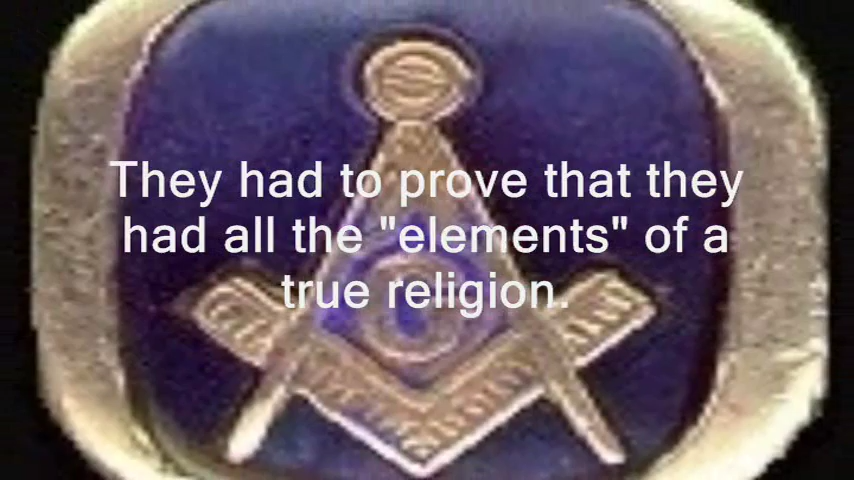 They had to prove that they
had all the "elements" of a
true religion.